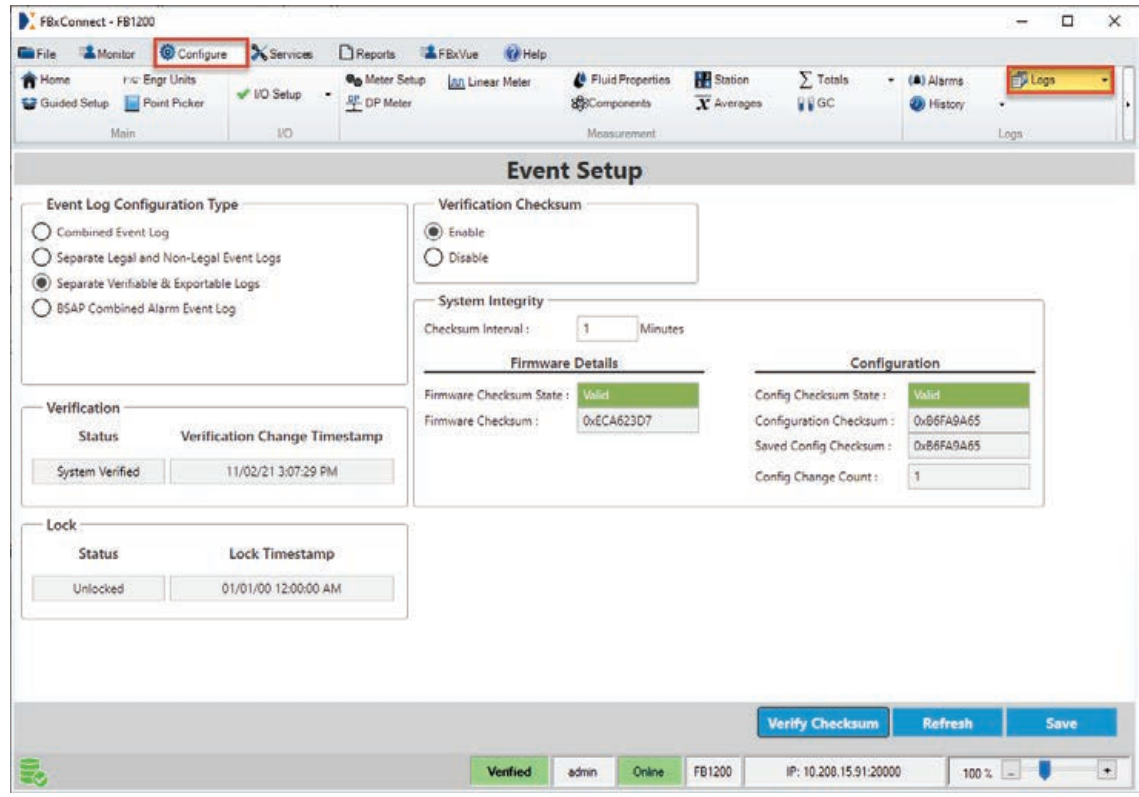 FBxConnect - FB1200
File Monitor Configure Services Reports FBxVue Help
Home Engr Units I/O Setup Meter Setup Linear Meter Fluid Properties Station Totals (▲) Alarms Logs
Guided Setup Point Picker DP Meter Components X Averages GC History
Main I/O Measurement Logs
Event Setup
Event Log Configuration Type
Combined Event Log
Separate Legal and Non-Legal Event Logs
Separate Verifiable & Exportable Logs
BSAP Combined Alarm Event Log
Verification Checksum
Enable
Disable
System Integrity
Checksum Interval : 1 Minutes
Firmware Details
Firmware Checksum State : Valid
Firmware Checksum : 0xECA623D7
Configuration
Config Checksum State : Valid
Configuration Checksum : 0xB6FA9A65
Saved Config Checksum : 0xB6FA9A65
Config Change Count : 1
Verification
Status Verification Change Timestamp
System Verified 11/02/21 3:07:29 PM
Lock
Status Lock Timestamp
Unlocked 01/01/00 12:00:00 AM
Verify Checksum Refresh Save
Verified admin Online FB1200 IP: 10.208.15.91:20000 100 % - +